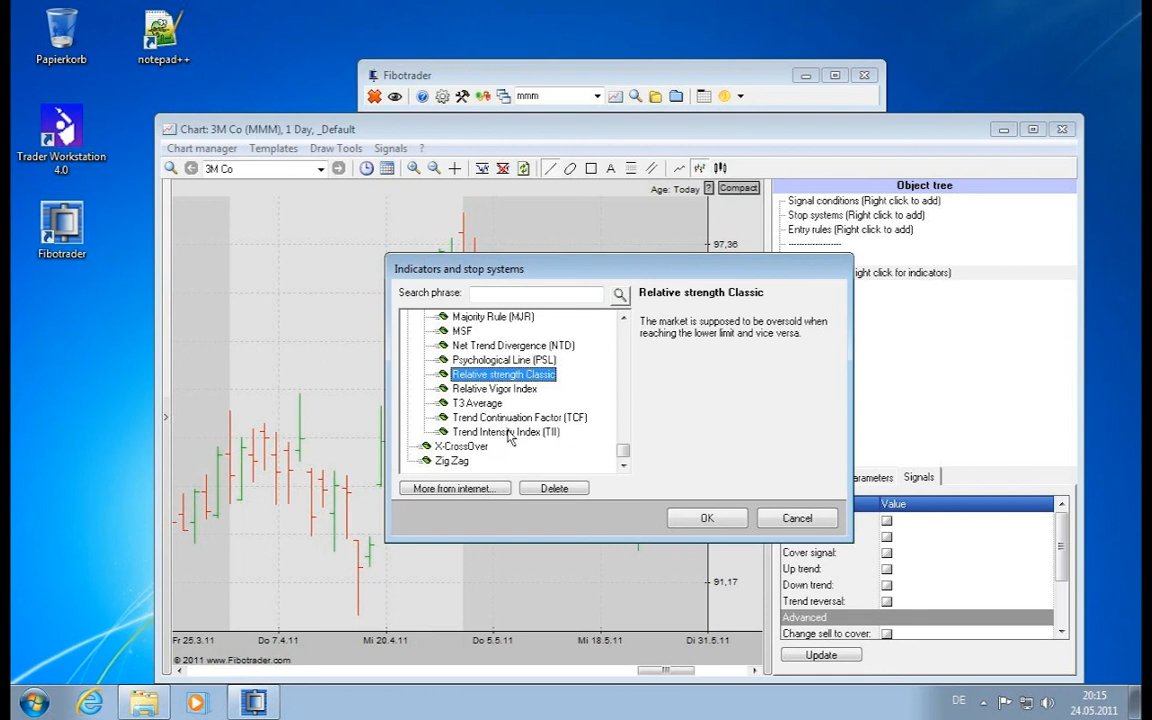 Papierkorb
notepad++
Trader Workstation
4.0
Fibotrader
Fibotrader
mmm
Chart: 3M Co (MMM), 1 Day, _Default
Chart manager Templates Draw Tools Signals ?
3M Co
A
Age: Today ? Compact
97,36
91,17
Fr 25.3.11 Do 7.4.11 Mi 20.4.11 Do 5.5.11 Mi 18.5.11 Di 31.5.11
© 2011 Fibotrader.com
Object tree
Signal conditions (Right click to add)
Stop systems (Right click to add)
Entry rules (Right click to add)
--------------------
ight click for indicators)
Indicators and stop systems
Search phrase:
Majority Rule (MJR)
MSF
Net Trend Divergence (NTD)
Psychological Line (PSL)
Relative strength Classic
Relative Vigor Index
T3 Average
Trend Continuation Factor (TCF)
Trend Intensity Index (TII)
X-CrossOver
Zig Zag
More from internet... Delete
Relative strength Classic
The market is supposed to be oversold when
reaching the lower limit and vice versa.
OK Cancel
arameters Signals
Value
Cover signal:
Up trend:
Down trend:
Trend reversal:
Advanced
Change sell to cover:
Update
DE
20:15
24.05.2011